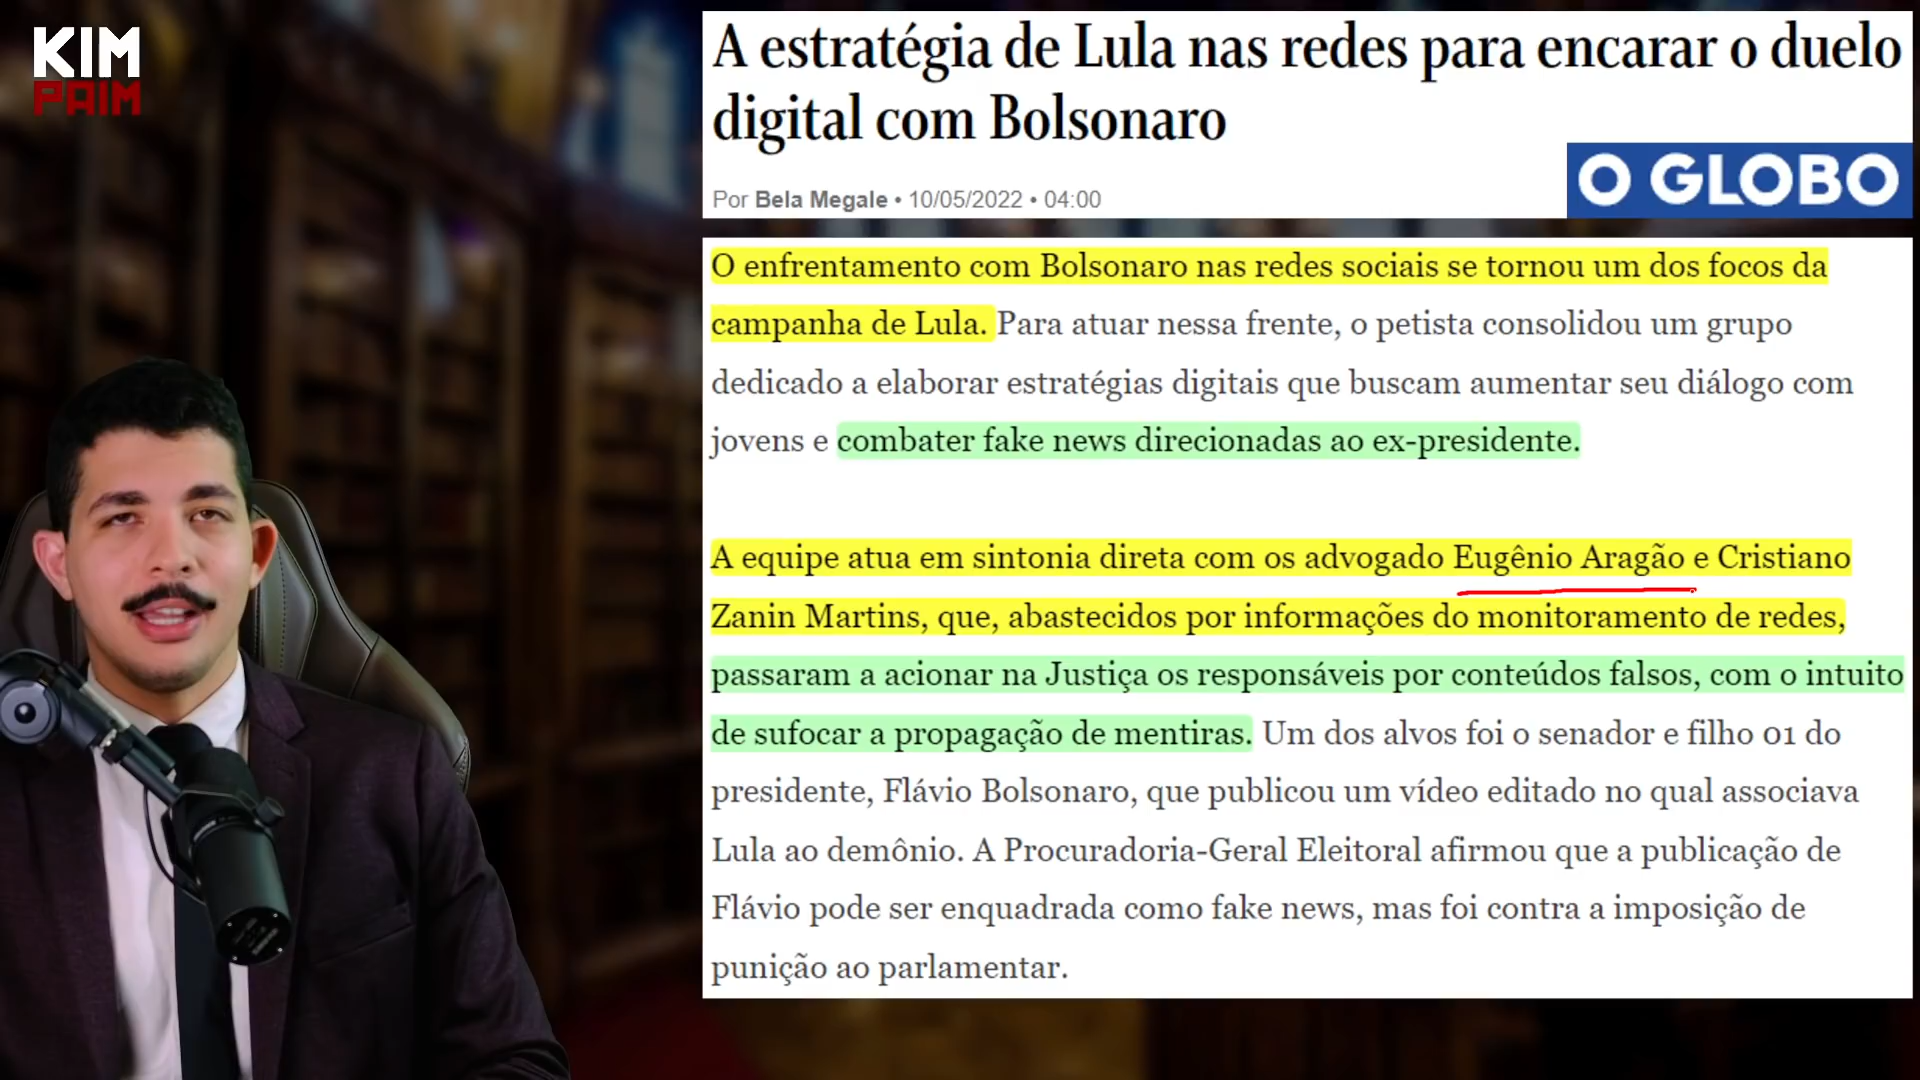 KIM
PAIM
A estratégia de Lula nas redes para encarar o duelo
digital com Bolsonaro
Por Bela Megale • 10/05/2022 • 04:00
O GLOBO
O enfrentamento com Bolsonaro nas redes sociais se tornou um dos focos da
campanha de Lula. Para atuar nessa frente, o petista consolidou um grupo
dedicado a elaborar estratégias digitais que buscam aumentar seu diálogo com
jovens e combater fake news direcionadas ao ex-presidente.
A equipe atua em sintonia direta com os advogado Eugênio Aragão e Cristiano
Zanin Martins, que, abastecidos por informações do monitoramento de redes,
passaram a acionar na Justiça os responsáveis por conteúdos falsos, com o intuito
de sufocar a propagação de mentiras. Um dos alvos foi o senador e filho 01 do
presidente, Flávio Bolsonaro, que publicou um vídeo editado no qual associava
Lula ao demônio. A Procuradoria-Geral Eleitoral afirmou que a publicação de
Flávio pode ser enquadrada como fake news, mas foi contra a imposição de
punição ao parlamentar.